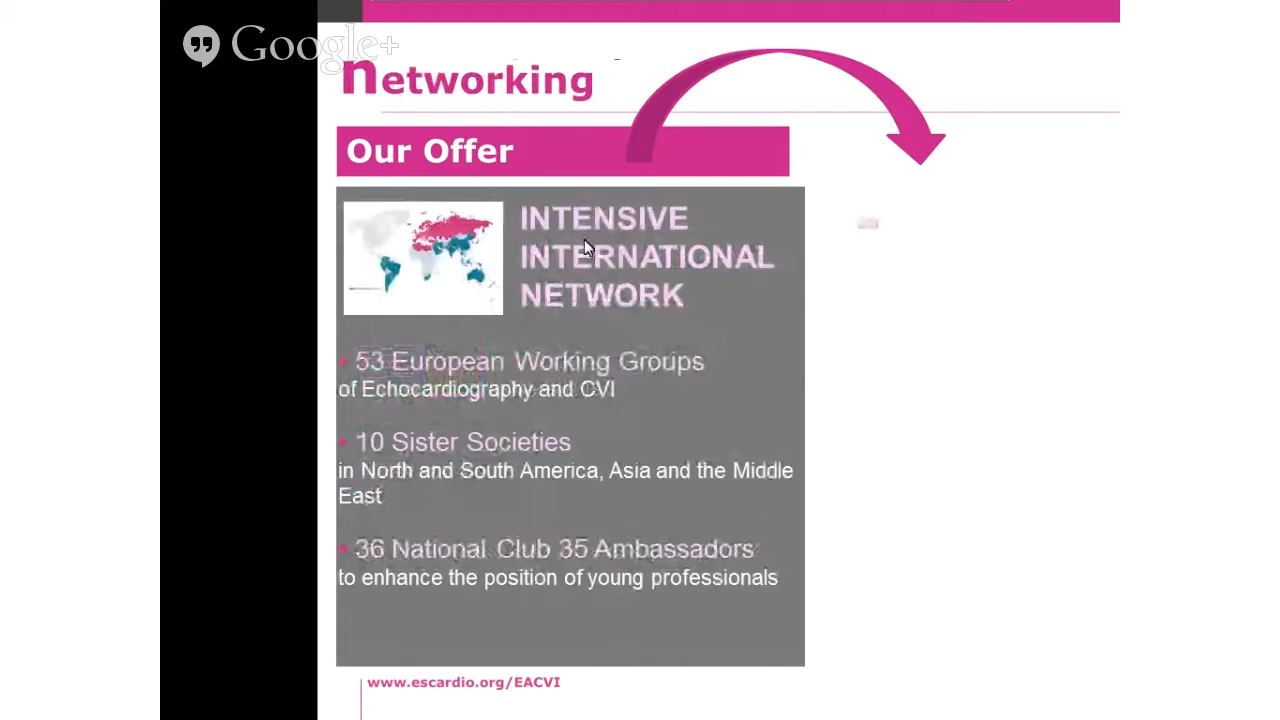 Google+
networking
Our Offer
INTENSIVE
INTERNATIONAL
NETWORK
• 53 European Working Groups
of Echocardiography and CVI
• 10 Sister Societies
in North and South America, Asia and the Middle
East
• 36 National Club 35 Ambassadors
to enhance the position of young professionals
www.escardio.org/EACVI